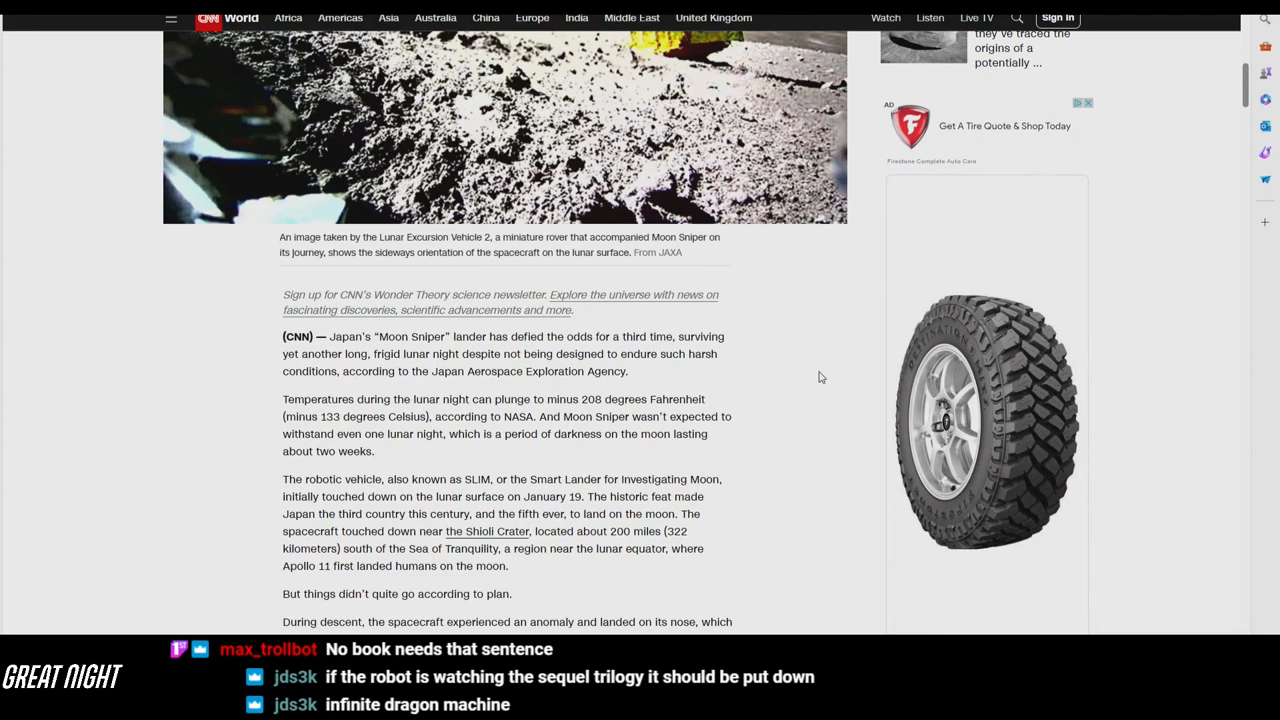 CNN World Africa Americas Asia Australia China Europe India Middle East United Kingdom Watch Listen Live TV Sign in
they've traced the
origins of a
potentially ...
AD
Get A Tire Quote & Shop Today
Firestone Complete Auto Care
An image taken by the Lunar Excursion Vehicle 2, a miniature rover that accompanied Moon Sniper on
its journey, shows the sideways orientation of the spacecraft on the lunar surface. From JAXA
Sign up for CNN's Wonder Theory science newsletter. Explore the universe with news on
fascinating discoveries, scientific advancements and more.
(CNN) — Japan's “Moon Sniper” lander has defied the odds for a third time, surviving
yet another long, frigid lunar night despite not being designed to endure such harsh
conditions, according to the Japan Aerospace Exploration Agency.
Temperatures during the lunar night can plunge to minus 208 degrees Fahrenheit
(minus 133 degrees Celsius), according to NASA. And Moon Sniper wasn't expected to
withstand even one lunar night, which is a period of darkness on the moon lasting
about two weeks.
The robotic vehicle, also known as SLIM, or the Smart Lander for Investigating Moon,
initially touched down on the lunar surface on January 19. The historic feat made
Japan the third country this century, and the fifth ever, to land on the moon. The
spacecraft touched down near the Shioli Crater, located about 200 miles (322
kilometers) south of the Sea of Tranquility, a region near the lunar equator, where
Apollo 11 first landed humans on the moon.
But things didn't quite go according to plan.
During descent, the spacecraft experienced an anomaly and landed on its nose, which
DESTINATION
GREAT NIGHT
1st max_trollbot No book needs that sentence
jds3k if the robot is watching the sequel trilogy it should be put down
jds3k infinite dragon machine